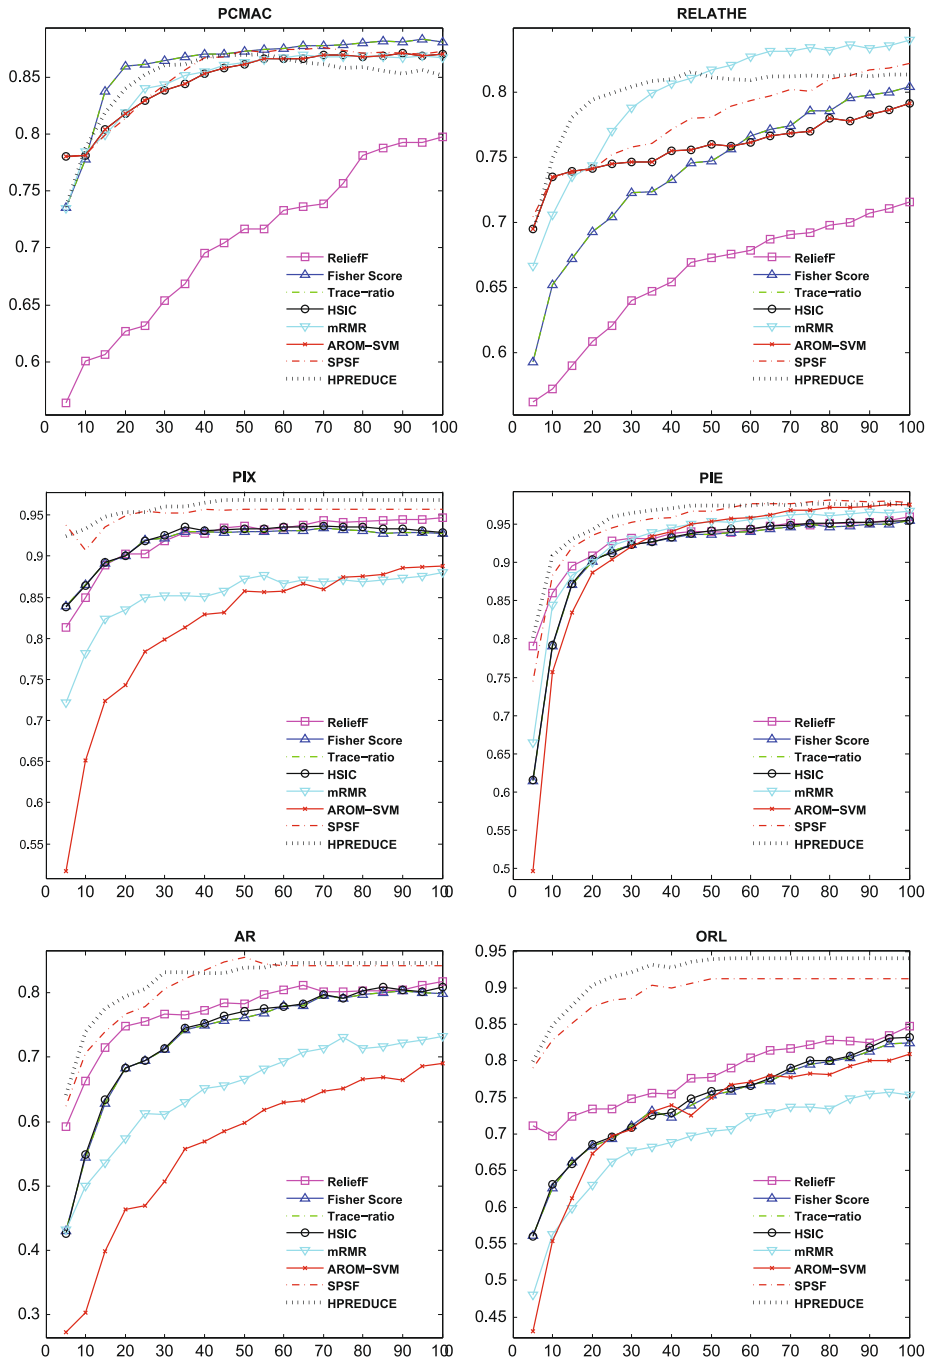 PCMAC
0.85
0.8
0.75
0.7
0.65
0.6
0 10 20 30 40 50 60 70 80 90 100
ReliefF
Fisher Score
Trace-ratio
HSIC
mRMR
AROM-SVM
SPSF
HPREDUCE
RELATHE
0.8
0.75
0.7
0.65
0.6
0 10 20 30 40 50 60 70 80 90 100
ReliefF
Fisher Score
Trace-ratio
HSIC
mRMR
AROM-SVM
SPSF
HPREDUCE
PIX
0.95
0.9
0.85
0.8
0.75
0.7
0.65
0.6
0.55
0 10 20 30 40 50 60 70 80 90 100
ReliefF
Fisher Score
Trace-ratio
HSIC
mRMR
AROM-SVM
SPSF
HPREDUCE
PIE
0.95
0.9
0.85
0.8
0.75
0.7
0.65
0.6
0.55
0.5
0 10 20 30 40 50 60 70 80 90 100
ReliefF
Fisher Score
Trace-ratio
HSIC
mRMR
AROM-SVM
SPSF
HPREDUCE
AR
0.8
0.7
0.6
0.5
0.4
0.3
0 10 20 30 40 50 60 70 80 90 100
ReliefF
Fisher Score
Trace-ratio
HSIC
mRMR
AROM-SVM
SPSF
HPREDUCE
ORL
0.95
0.9
0.85
0.8
0.75
0.7
0.65
0.6
0.55
0.5
0.45
0 10 20 30 40 50 60 70 80 90 100
ReliefF
Fisher Score
Trace-ratio
HSIC
mRMR
AROM-SVM
SPSF
HPREDUCE